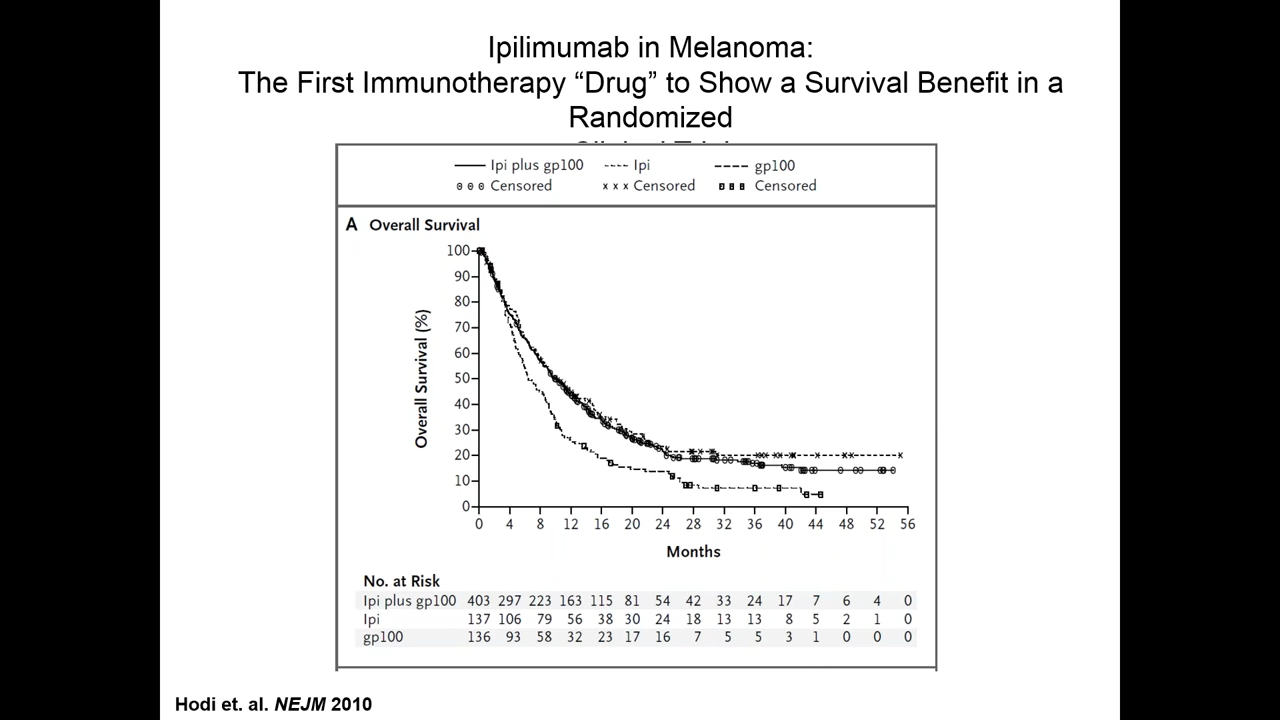 Ipilimumab in Melanoma:
The First Immunotherapy “Drug” to Show a Survival Benefit in a
Randomized
Ipi plus gp100 Ipi gp100
Censored x x x Censored Censored
A Overall Survival
Overall Survival (%)
100
90
80
70
60
50
40
30
20
10
0
0 4 8 12 16 20 24 28 32 36 40 44 48 52 56
Months
No. at Risk
Ipi plus gp100 403 297 223 163 115 81 54 42 33 24 17 7 6 4 0
Ipi 137 106 79 56 38 30 24 18 13 13 8 5 2 1 0
gp100 136 93 58 32 23 17 16 7 5 5 3 1 0 0 0
Hodi et. al. NEJM 2010